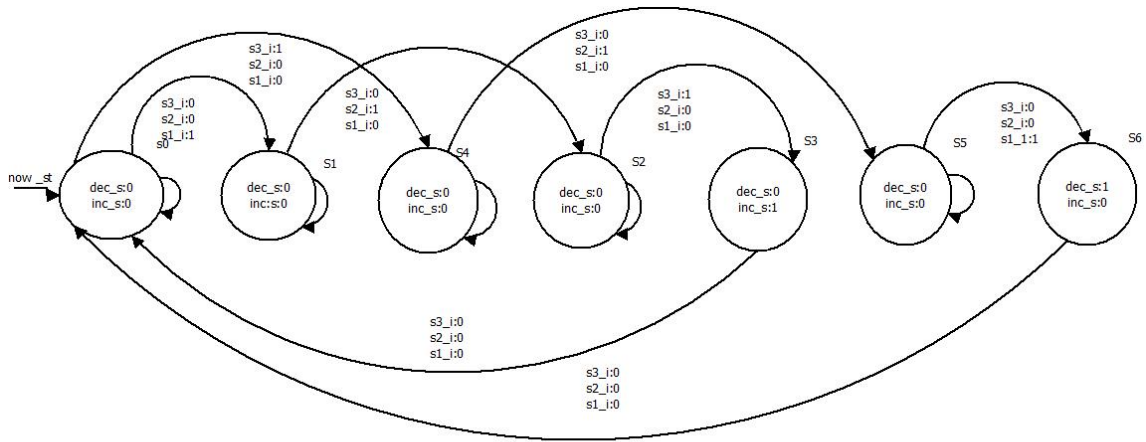 s3_i:1
s2_i:0
s1_i:0
s3_i:0
s2_i:0
s1_i:1
s0
s3_i:0
s2_i:1
s1_i:0
s3_i:0
s2_i:1
s1_i:0
s3_i:1
s2_i:0
s1_i:0
s3_i:0
s2_i:0
s1_1:1
now_st
S1
S4
S2
S3
S5
S6
dec_s:0
inc_s:0
dec_s:0
inc:s:0
dec_s:0
inc_s:0
dec_s:0
inc_s:0
dec_s:0
inc_s:1
dec_s:0
inc_s:0
dec_s:1
inc_s:0
s3_i:0
s2_i:0
s1_i:0
s3_i:0
s2_i:0
s1_i:0